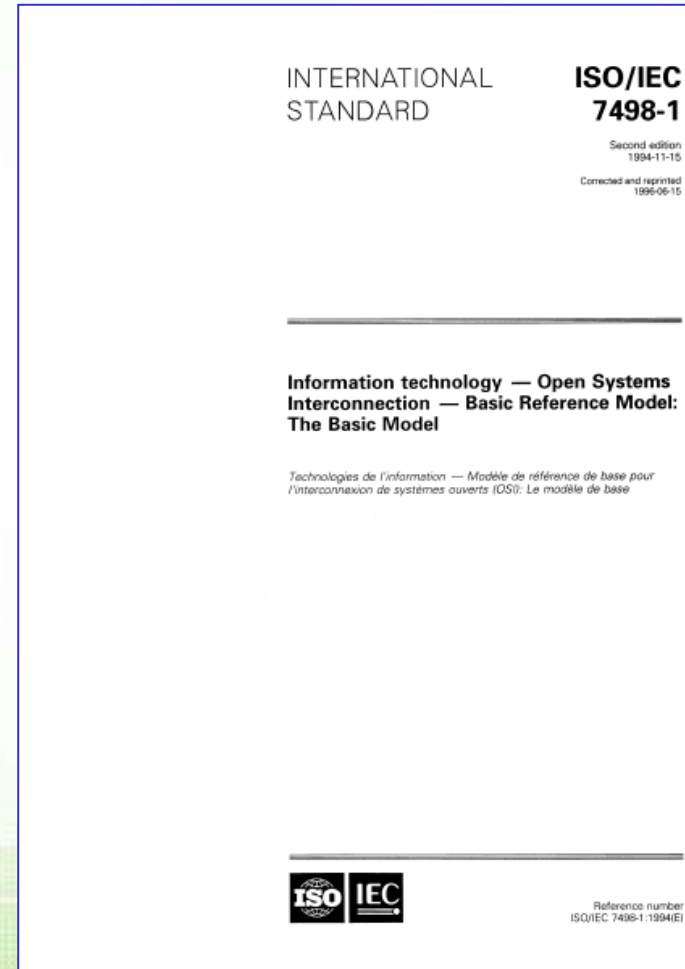 INTERNATIONAL
STANDARD
ISO/IEC
7498-1
Second edition
1994-11-15
Corrected and reprinted
1996-06-15
Information technology — Open Systems
Interconnection — Basic Reference Model:
The Basic Model
Technologies de l'information — Modèle de référence de base pour
l'interconnexion de systèmes ouverts (OSI): Le modèle de base
ISO IEC
Reference number
ISO/IEC 7498-1:1994(E)